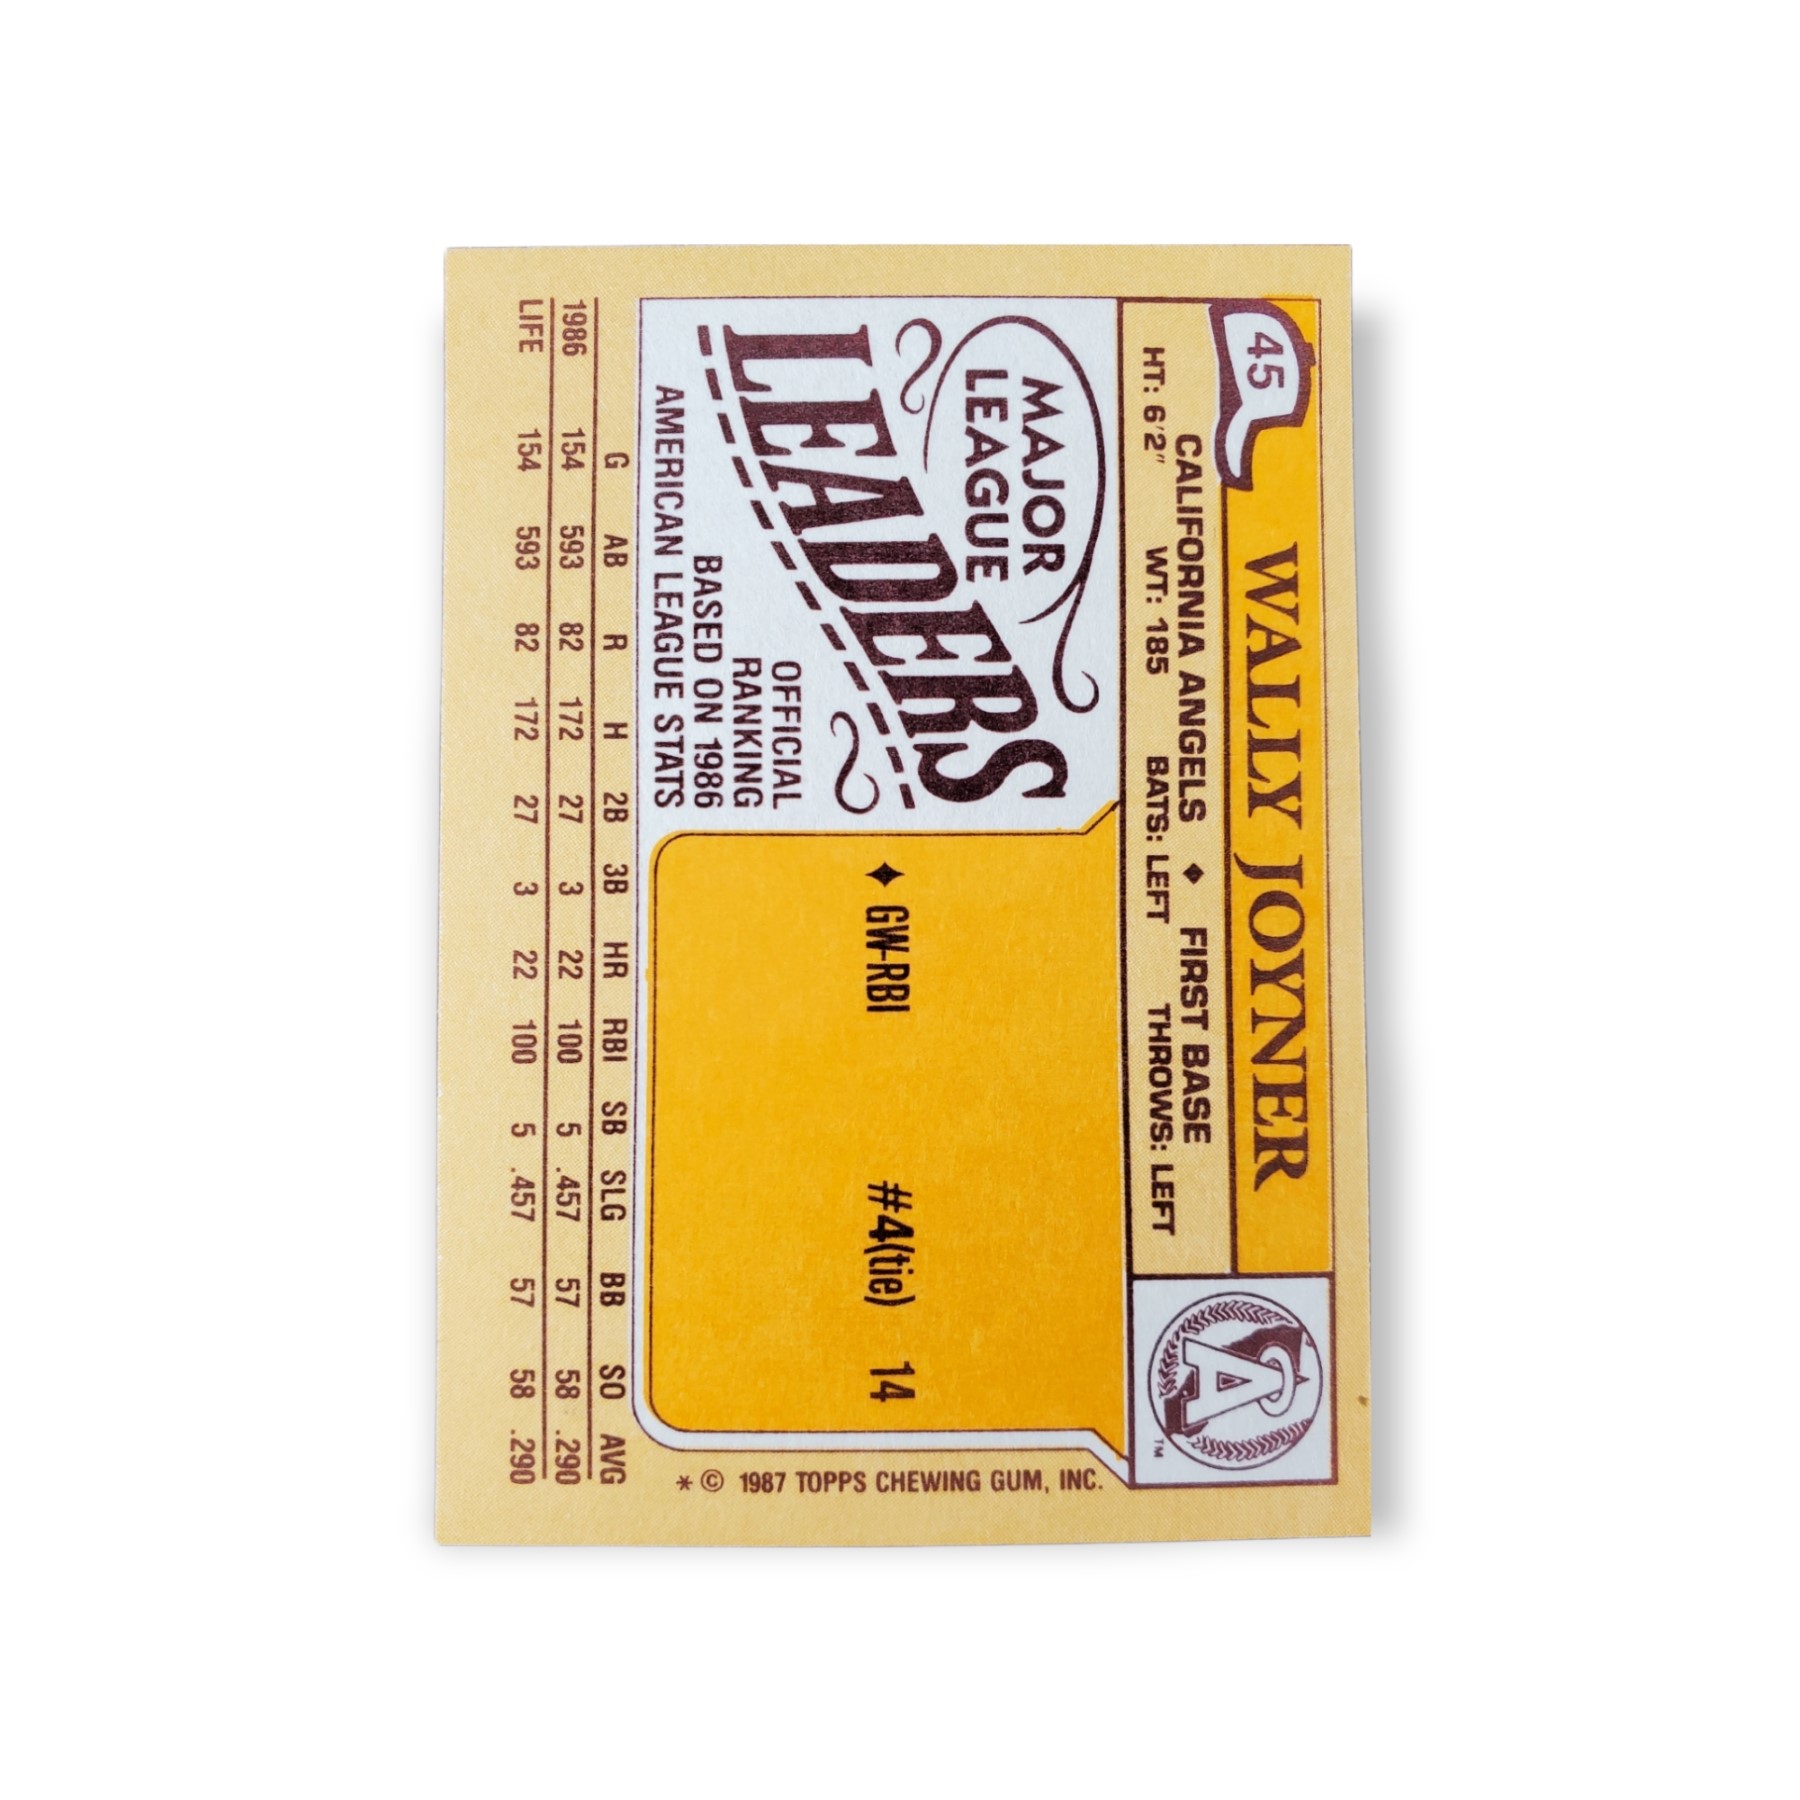 45
WALLY JOYNER
CALIFORNIA ANGELS ♦ FIRST BASE
HT: 6'2" WT: 185 BATS: LEFT THROWS: LEFT
A
TM
MAJOR
LEAGUE
LEADERS
OFFICIAL
RANKING
BASED ON 1986
AMERICAN LEAGUE STATS
✦ GW-RBI #4(tie) 14
* © 1987 TOPPS CHEWING GUM, INC.
G AB R H 2B 3B HR RBI SB SLG BB SO AVG
1986 154 593 82 172 27 3 22 100 5 .457 57 58 .290
LIFE 154 593 82 172 27 3 22 100 5 .457 57 58 .290